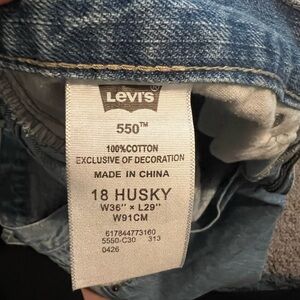 Levi's
550™
100%COTTON
EXCLUSIVE OF DECORATION
MADE IN CHINA
18 HUSKY
W36" × L29"
W91CM
617844773160
5550-C30 313
0426